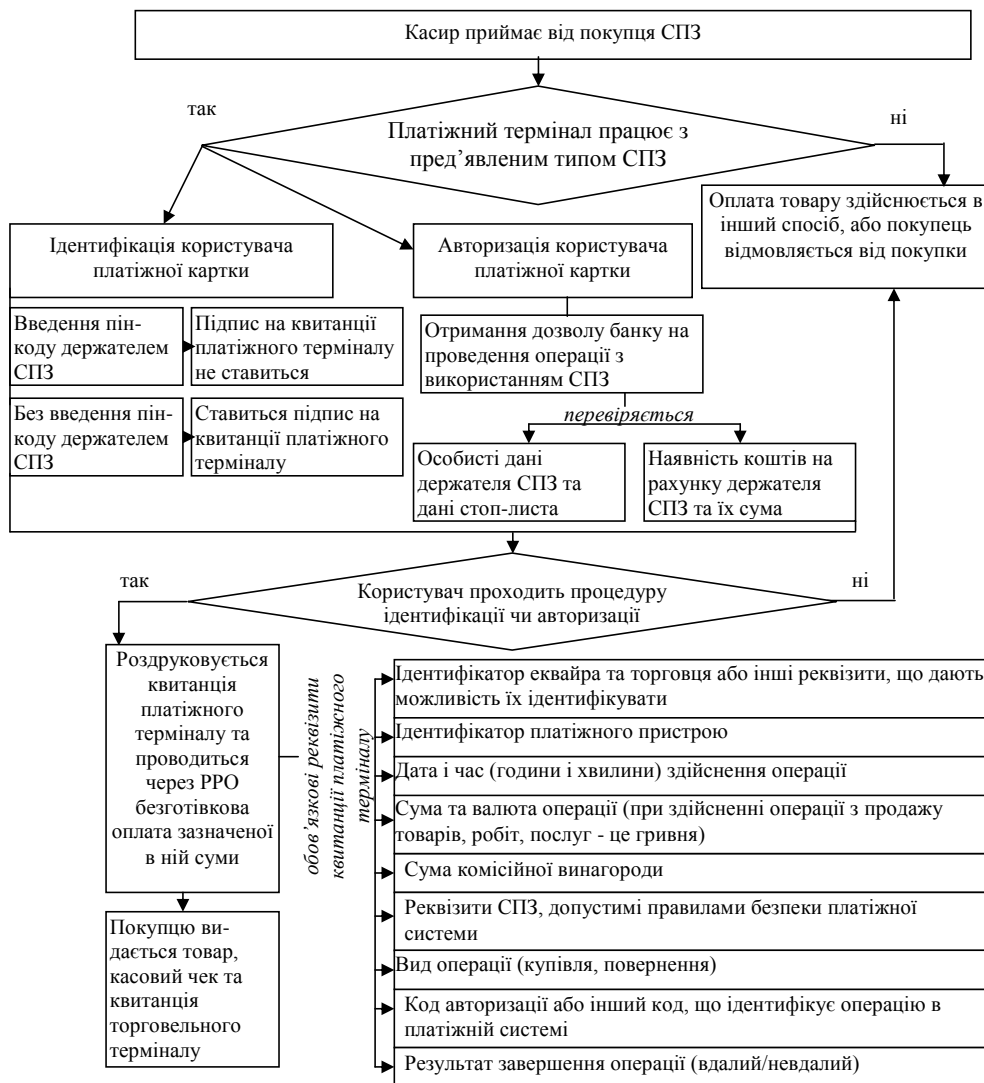 Касир приймає від покупця СПЗ
так
ні
Платіжний термінал працює з
пред’явленим типом СПЗ
Оплата товару здійснюється в
інший спосіб, або покупець
відмовляється від покупки
Ідентифікація користувача
платіжної картки
Авторизація користувача
платіжної картки
Введення пін-
коду держателем
СПЗ
Підпис на квитанції
платіжного терміналу
не ставиться
Отримання дозволу банку на
проведення операції з
використанням СПЗ
Без введення пін-
коду держателем
СПЗ
Ставиться підпис на
квитанції платіжного
терміналу
перевіряється
Особисті дані
держателя СПЗ та
дані стоп-листа
Наявність коштів на
рахунку держателя
СПЗ та їх сума
так
ні
Користувач проходить процедуру
ідентифікації чи авторизації
Роздруковується
квитанція
платіжного
терміналу та
проводиться
через РРО
безготівкова
оплата зазначеної
в ній суми
обов’язкові реквізити
квитанції платіжного
терміналу
Ідентифікатор еквайра та торговця або інші реквізити, що дають
можливість їх ідентифікувати
Ідентифікатор платіжного пристрою
Дата і час (години і хвилини) здійснення операції
Сума та валюта операції (при здійсненні операції з продажу
товарів, робіт, послуг - це гривня)
Сума комісійної винагороди
Реквізити СПЗ, допустимі правилами безпеки платіжної
системи
Вид операції (купівля, повернення)
Код авторизації або інший код, що ідентифікує операцію в
платіжній системі
Результат завершення операції (вдалий/невдалий)
Покупцю ви-
дається товар,
касовий чек та
квитанція
торговельного
терміналу